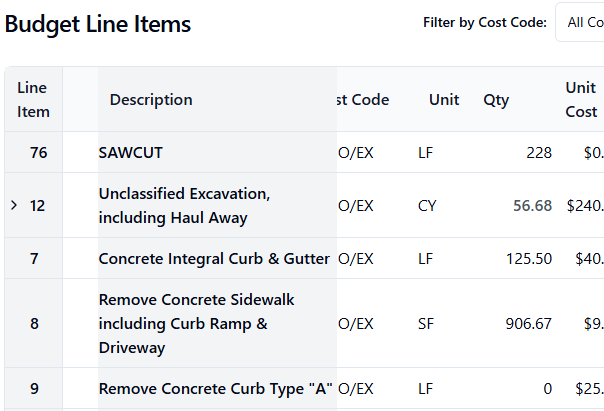 Budget Line Items
Filter by Cost Code: All Co
Line Item Description st Code Unit Qty Unit Cost
76 SAWCUT O/EX LF 228 $0.
12 Unclassified Excavation, including Haul Away O/EX CY 56.68 $240.
7 Concrete Integral Curb & Gutter O/EX LF 125.50 $40.
8 Remove Concrete Sidewalk including Curb Ramp & Driveway O/EX SF 906.67 $9.
9 Remove Concrete Curb Type "A" O/EX LF 0 $25.